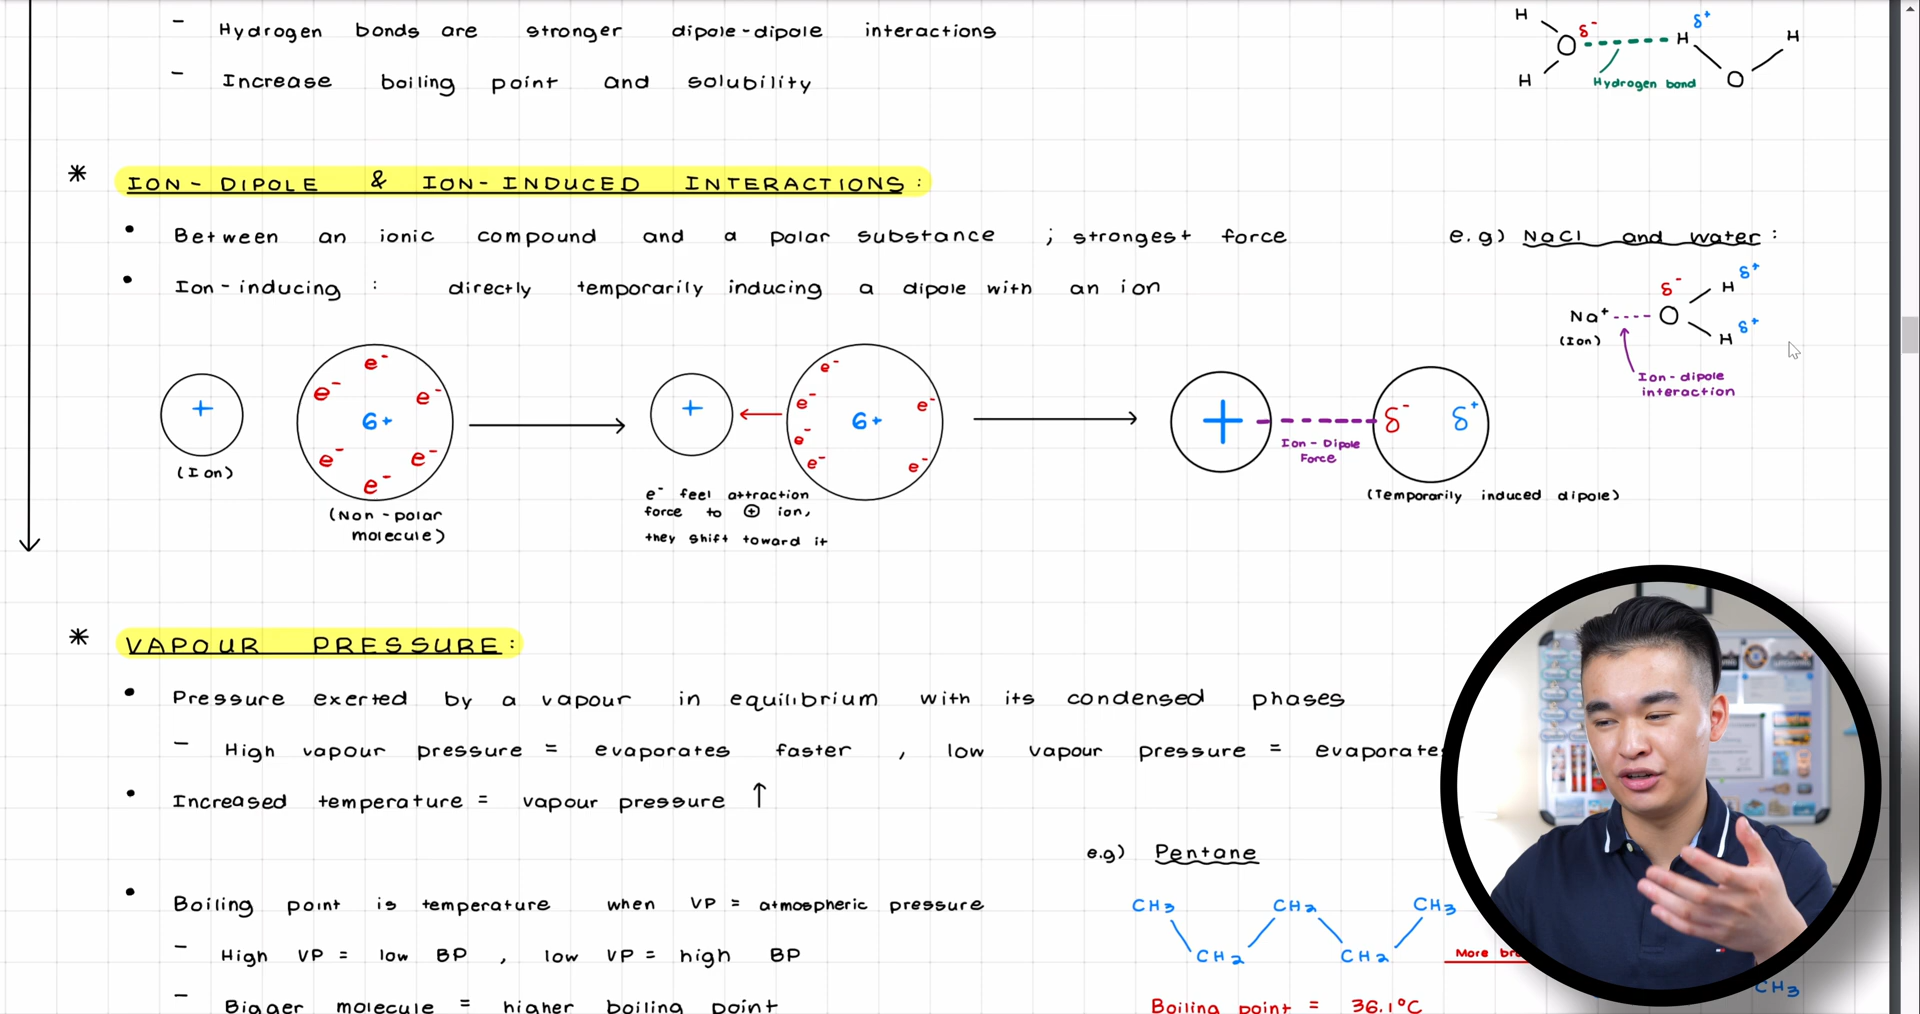 - Hydrogen bonds are stronger dipole-dipole interactions
- Increase boiling point and solubility
H
O δ-
H
Hydrogen bond
δ+
H
O
H
* ION-DIPOLE & ION-INDUCED INTERACTIONS:
• Between an ionic compound and a polar substance ; strongest force
• Ion-inducing : directly temporarily inducing a dipole with an ion
e.g) NaCl and water:
δ-
Na+ ---- O
(Ion)
H δ+
H δ+
Ion-dipole
interaction
+
(Ion)
e- e- e- e- e- e-
6+
(Non-polar
molecule)
+
e- e- e- e- e- e-
6+
e- feel attraction
force to ⊕ ion,
they shift toward it
+
Ion-Dipole
Force
δ- δ+
(Temporarily induced dipole)
* VAPOUR PRESSURE:
• Pressure exerted by a vapour in equilibrium with its condensed phases
- High vapour pressure = evaporates faster , low vapour pressure = evaporates
• Increased temperature = vapour pressure ↑
• Boiling point is temperature when VP = atmospheric pressure
- High VP = low BP , low VP = high BP
- Bigger molecule = higher boiling point
e.g) Pentane
CH3 CH2 CH3
CH2 CH2
More
Boiling point = 36.1°C
CH3